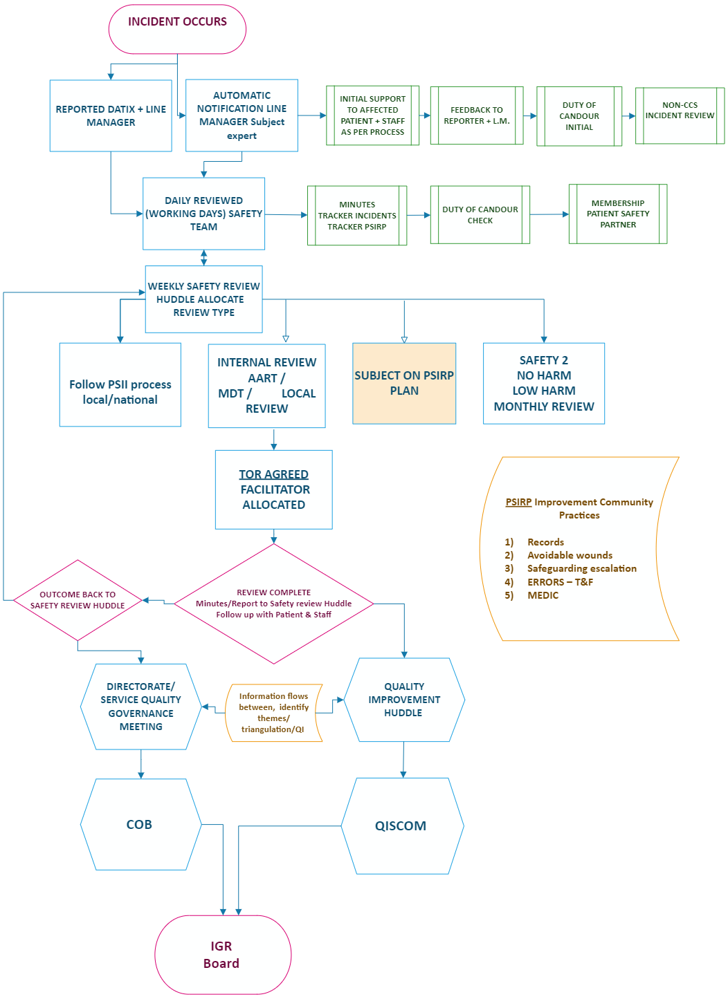 INCIDENT OCCURS
REPORTED DATIX + LINE
MANAGER
AUTOMATIC
NOTIFICATION LINE
MANAGER Subject
expert
INITIAL SUPPORT
TO AFFECTED
PATIENT + STAFF
AS PER PROCESS
FEEDBACK TO
REPORTER + L.M.
DUTY OF
CANDOUR
INITIAL
NON-CCS
INCIDENT REVIEW
DAILY REVIEWED
(WORKING DAYS) SAFETY
TEAM
MINUTES
TRACKER INCIDENTS
TRACKER PSIRP
DUTY OF CANDOUR
CHECK
MEMBERSHIP
PATIENT SAFETY
PARTNER
WEEKLY SAFETY REVIEW
HUDDLE ALLOCATE
REVIEW TYPE
Follow PSII process
local/national
INTERNAL REVIEW
AART /
MDT / LOCAL
REVIEW
SUBJECT ON PSIRP
PLAN
SAFETY 2
NO HARM
LOW HARM
MONTHLY REVIEW
TOR AGREED
FACILITATOR
ALLOCATED
PSIRP Improvement Community
Practices
1) Records
2) Avoidable wounds
3) Safeguarding escalation
4) ERRORS – T&F
5) MEDIC
OUTCOME BACK TO
SAFETY REVIEW HUDDLE
REVIEW COMPLETE
Minutes/Report to Safety review Huddle
Follow up with Patient & Staff
DIRECTORATE/
SERVICE QUALITY
GOVERNANCE
MEETING
Information flows
between, identify
themes/
triangulation/QI
QUALITY
IMPROVEMENT
HUDDLE
COB
QISCOM
IGR
Board